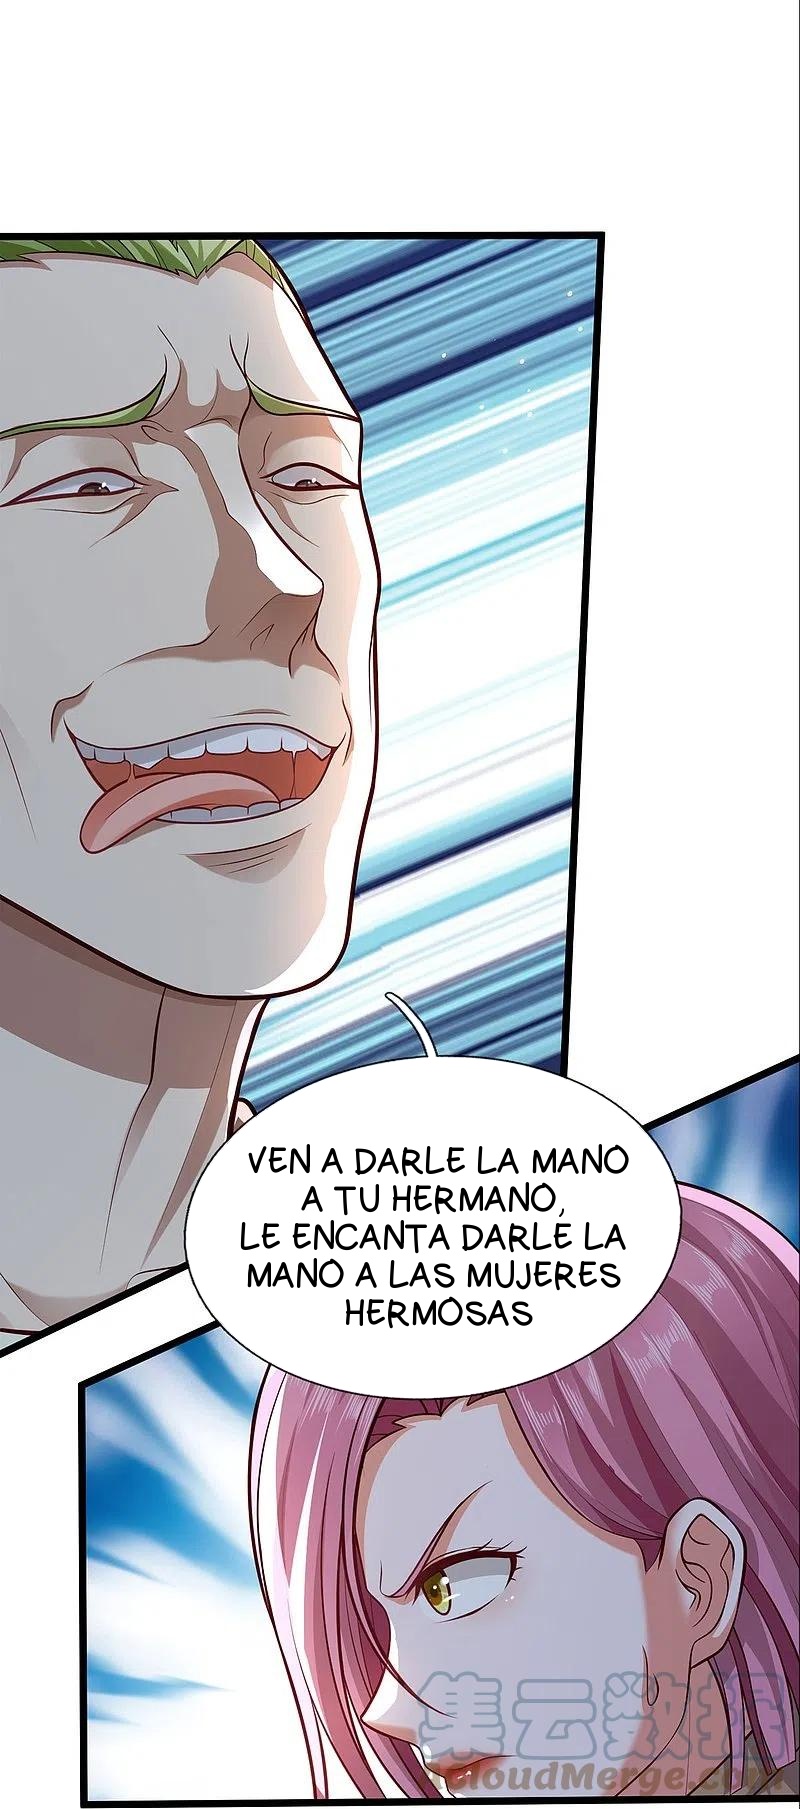 VEN A DARLE LA MANO
A TU HERMANO,
LE ENCANTA DARLE LA
MANO A LAS MUJERES
HERMOSAS
集云数据
AcloudMerge.com